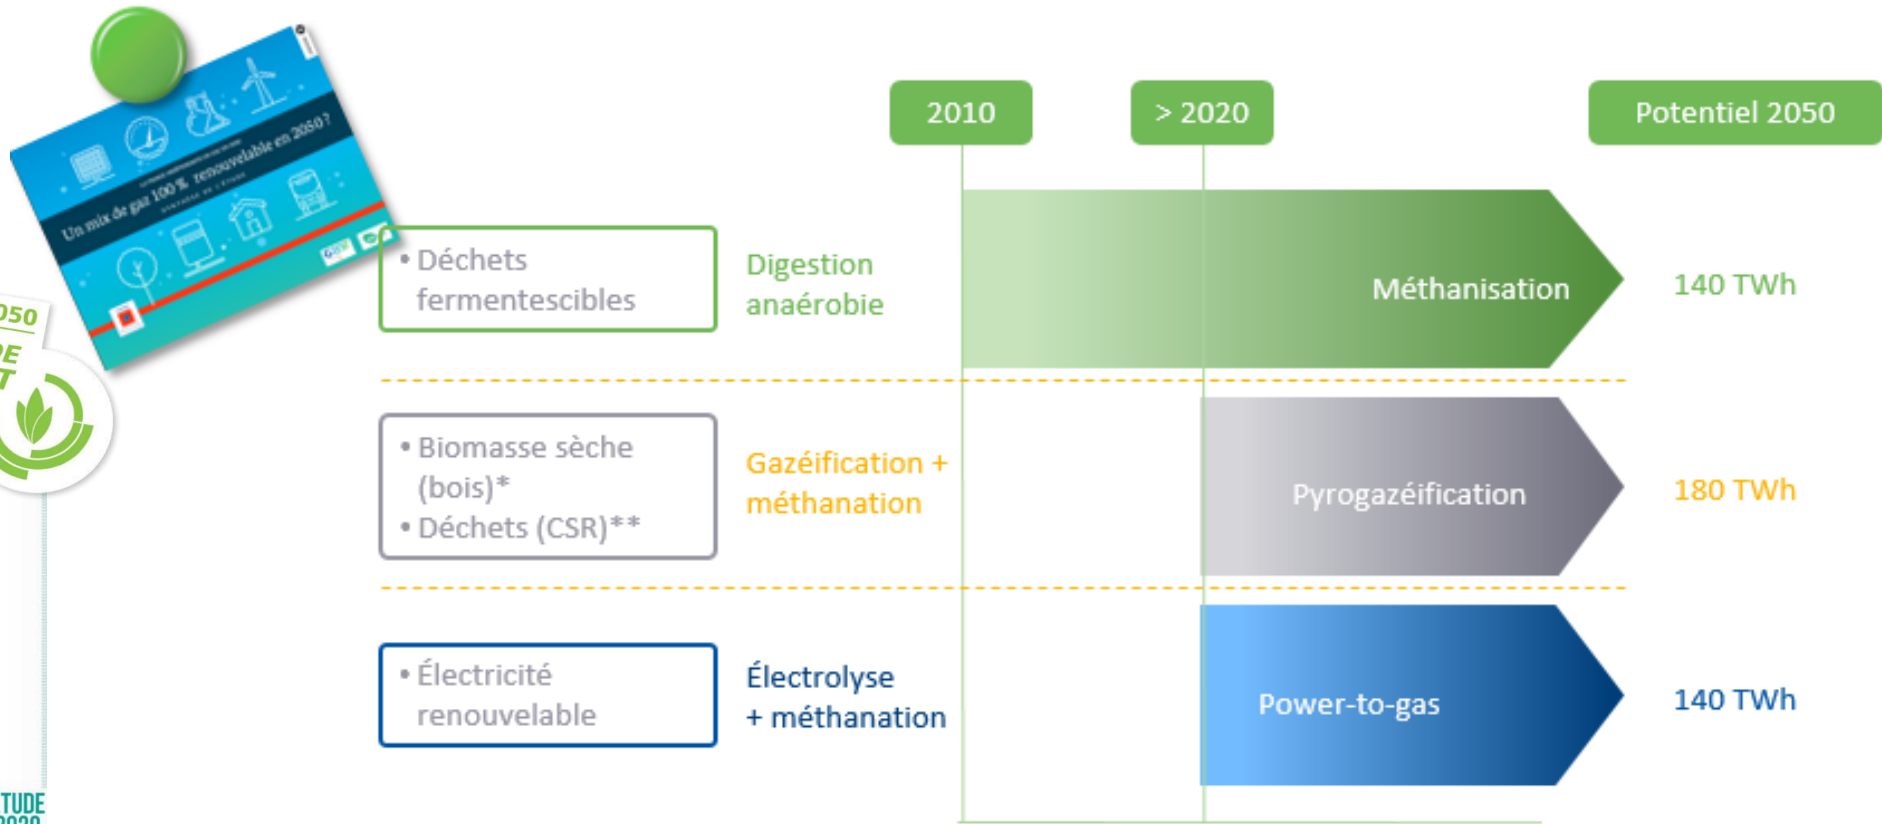 2010
> 2020
Potentiel 2050
Un mix de gaz 100 % renouvelable en 2050 ?
• Déchets
fermentescibles
Digestion
anaérobie
Méthanisation
140 TWh
• Biomasse sèche
(bois)*
• Déchets (CSR)**
Gazéification +
méthanation
Pyrogazéification
180 TWh
• Électricité
renouvelable
Électrolyse
+ méthanation
Power-to-gas
140 TWh